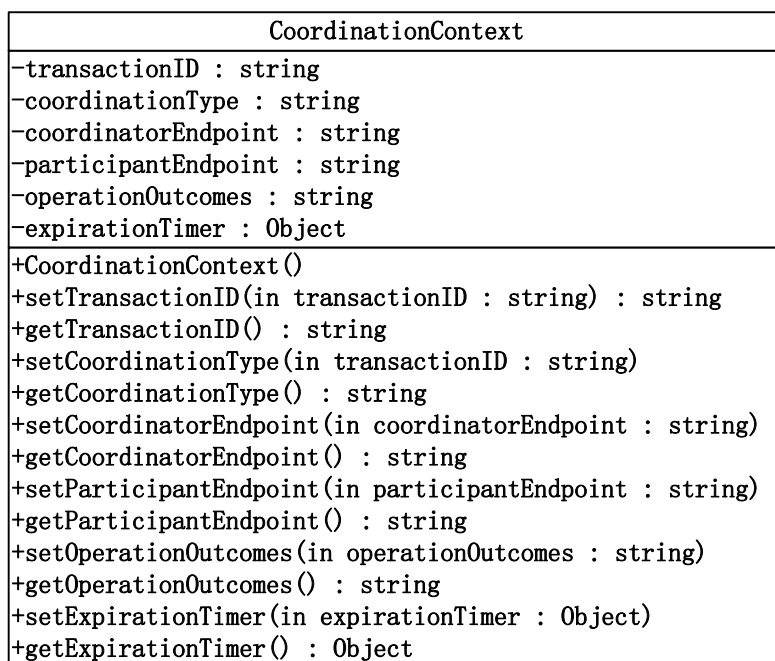 CoordinationContext
-transactionID : string
-coordinationType : string
-coordinatorEndpoint : string
-participantEndpoint : string
-operationOutcomes : string
-expirationTimer : Object
+CoordinationContext()
+setTransactionID(in transactionID : string) : string
+getTransactionID() : string
+setCoordinationType(in transactionID : string)
+getCoordinationType() : string
+setCoordinatorEndpoint(in coordinatorEndpoint : string)
+getCoordinatorEndpoint() : string
+setParticipantEndpoint(in participantEndpoint : string)
+getParticipantEndpoint() : string
+setOperationOutcomes(in operationOutcomes : string)
+getOperationOutcomes() : string
+setExpirationTimer(in expirationTimer : Object)
+getExpirationTimer() : Object